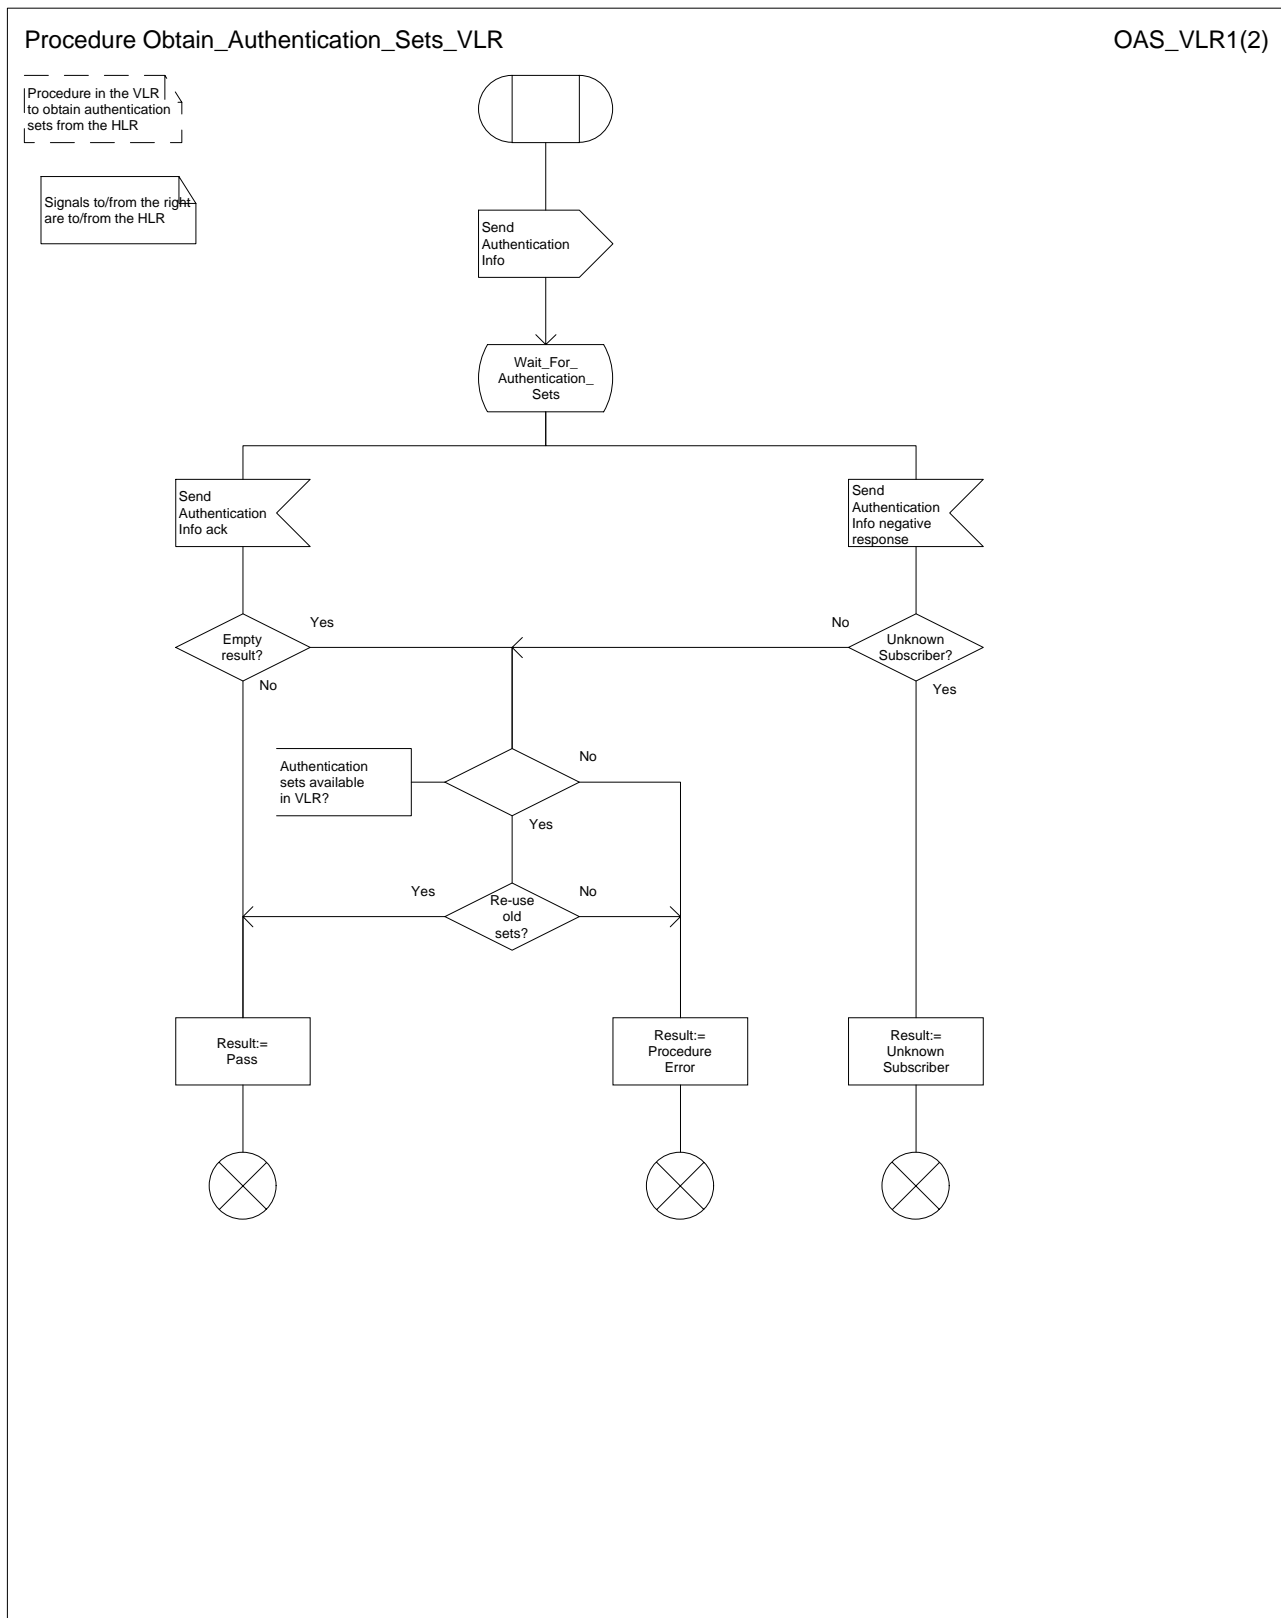 Procedure Obtain_Authentication_Sets_VLR
OAS_VLR1(2)
Procedure in the VLR
to obtain authentication
sets from the HLR
Signals to/from the right
are to/from the HLR
Send
Authentication
Info
Wait_For_
Authentication_
Sets
Send
Authentication
Info ack
Send
Authentication
Info negative
response
Empty
result?
Yes
No
No
Unknown
Subscriber?
Yes
Authentication
sets available
in VLR?
No
Yes
Yes
Re-use
old
sets?
No
Result:=
Pass
Result:=
Procedure
Error
Result:=
Unknown
Subscriber